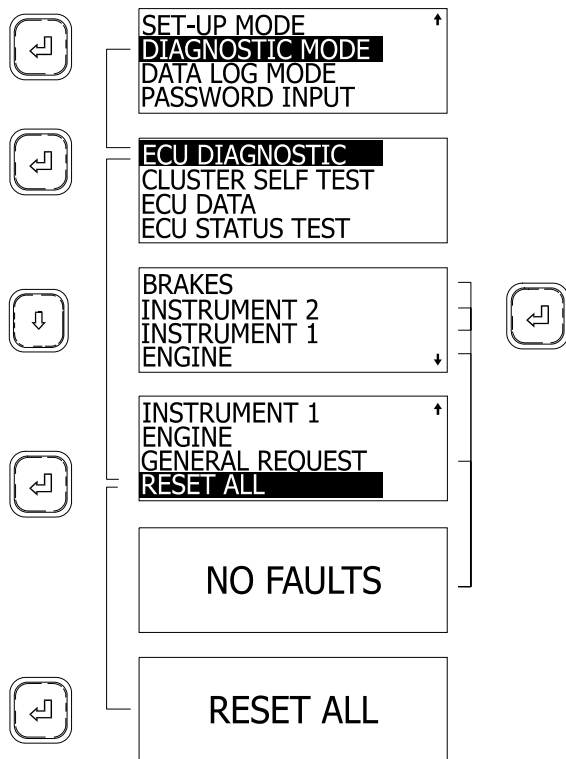 SET-UP MODE
DIAGNOSTIC MODE
DATA LOG MODE
PASSWORD INPUT
ECU DIAGNOSTIC
CLUSTER SELF TEST
ECU DATA
ECU STATUS TEST
BRAKES
INSTRUMENT 2
INSTRUMENT 1
ENGINE
INSTRUMENT 1
ENGINE
GENERAL REQUEST
RESET ALL
NO FAULTS
RESET ALL